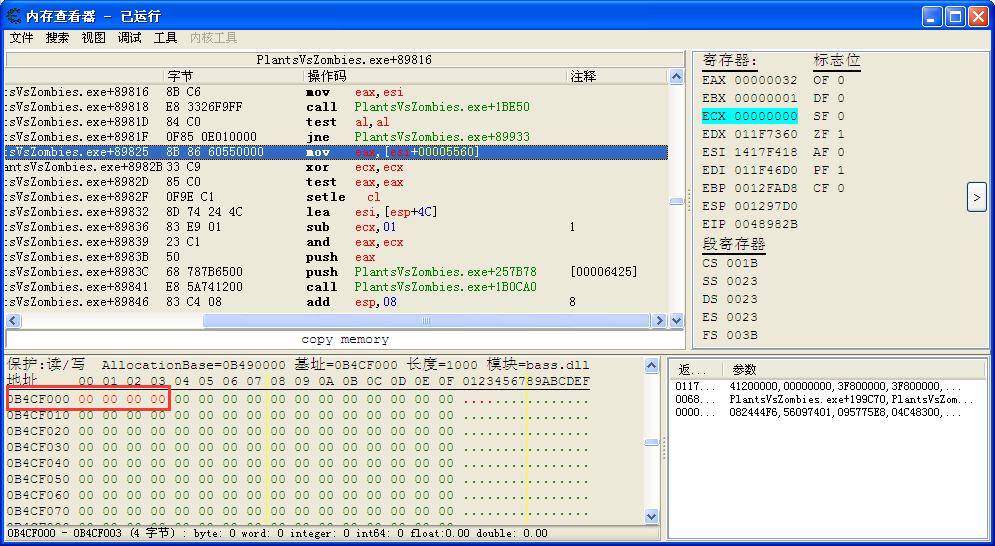 内存查看器 - 已运行
文件 搜索 视图 调试 工具 内核工具
PlantsVsZombies.exe+89816
字节 操作码 注释
tsVsZombies.exe+89816 8B C6 mov eax,esi
tsVsZombies.exe+89818 E8 3326F9FF call PlantsVsZombies.exe+1BE50
tsVsZombies.exe+8981D 84 C0 test al,al
tsVsZombies.exe+8981F 0F85 0E010000 jne PlantsVsZombies.exe+89933
tsVsZombies.exe+89825 8B 86 60550000 mov eax,[esi+00005560]
antsVsZombies.exe+8982B 33 C9 xor ecx,ecx
tsVsZombies.exe+8982D 85 C0 test eax,eax
tsVsZombies.exe+8982F 0F9E C1 setle cl
tsVsZombies.exe+89832 8D 74 24 4C lea esi,[esp+4C]
tsVsZombies.exe+89836 83 E9 01 sub ecx,01 1
tsVsZombies.exe+89839 23 C1 and eax,ecx
tsVsZombies.exe+8983B 50 push eax
tsVsZombies.exe+8983C 68 787B6500 push PlantsVsZombies.exe+257B78 [00006425]
tsVsZombies.exe+89841 E8 5A741200 call PlantsVsZombies.exe+1B0CA0
tsVsZombies.exe+89846 83 C4 08 add esp,08 8
copy memory
寄存器: 标志位
EAX 00000032 OF 0
EBX 00000001 DF 0
ECX 00000000 SF 0
EDX 011F7360 ZF 1
ESI 1417F418 AF 0
EDI 011F46D0 PF 1
EBP 0012FAD8 CF 0
ESP 001297D0
EIP 0048982B
段寄存器
CS 001B
SS 0023
DS 0023
ES 0023
FS 003B
>
保护:读/写 AllocationBase=0B490000 基址=0B4CF000 长度=1000 模块=bass.dll
地址 00 01 02 03 04 05 06 07 08 09 0A 0B 0C 0D 0E 0F 0123456789ABCDEF
0B4CF000 00 00 00 00 00 00 00 00 00 00 00 00 00 00 00 00 ................
0B4CF010 00 00 00 00 00 00 00 00 00 00 00 00 00 00 00 00 ................
0B4CF020 00 00 00 00 00 00 00 00 00 00 00 00 00 00 00 00 ................
0B4CF030 00 00 00 00 00 00 00 00 00 00 00 00 00 00 00 00 ................
0B4CF040 00 00 00 00 00 00 00 00 00 00 00 00 00 00 00 00 ................
0B4CF050 00 00 00 00 00 00 00 00 00 00 00 00 00 00 00 00 ................
0B4CF060 00 00 00 00 00 00 00 00 00 00 00 00 00 00 00 00 ................
0B4CF070 00 00 00 00 00 00 00 00 00 00 00 00 00 00 00 00 ................
0B4CF000 - 0B4CF003 (4 字节) : byte: 0 word: 0 integer: 0 int64: 0 float:0.00 double: 0.00
返... 参数
0117... 41200000,00000000,3F800000,3F800000,...
0068... PlantsVsZombies.exe+199C70,PlantsVsZom...
0000... 082444F6,56097401,095775E8,04C48300,...